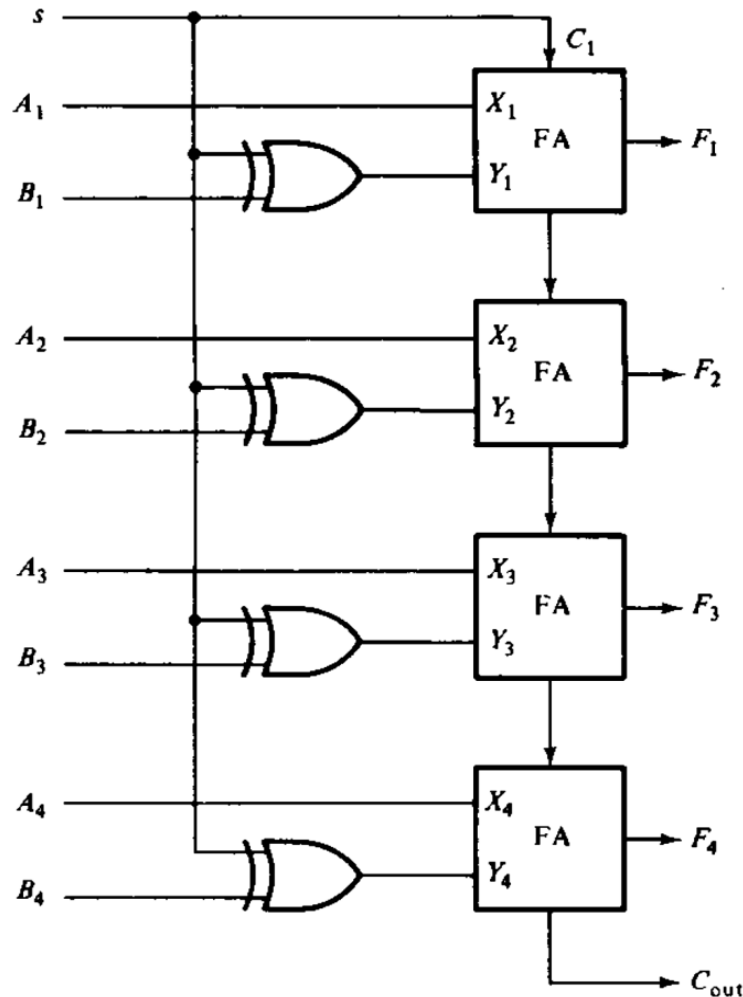 s
C₁
A₁
X₁
FA
F₁
B₁
Y₁
A₂
X₂
FA
F₂
B₂
Y₂
A₃
X₃
FA
F₃
B₃
Y₃
A₄
X₄
FA
F₄
B₄
Y₄
C_out